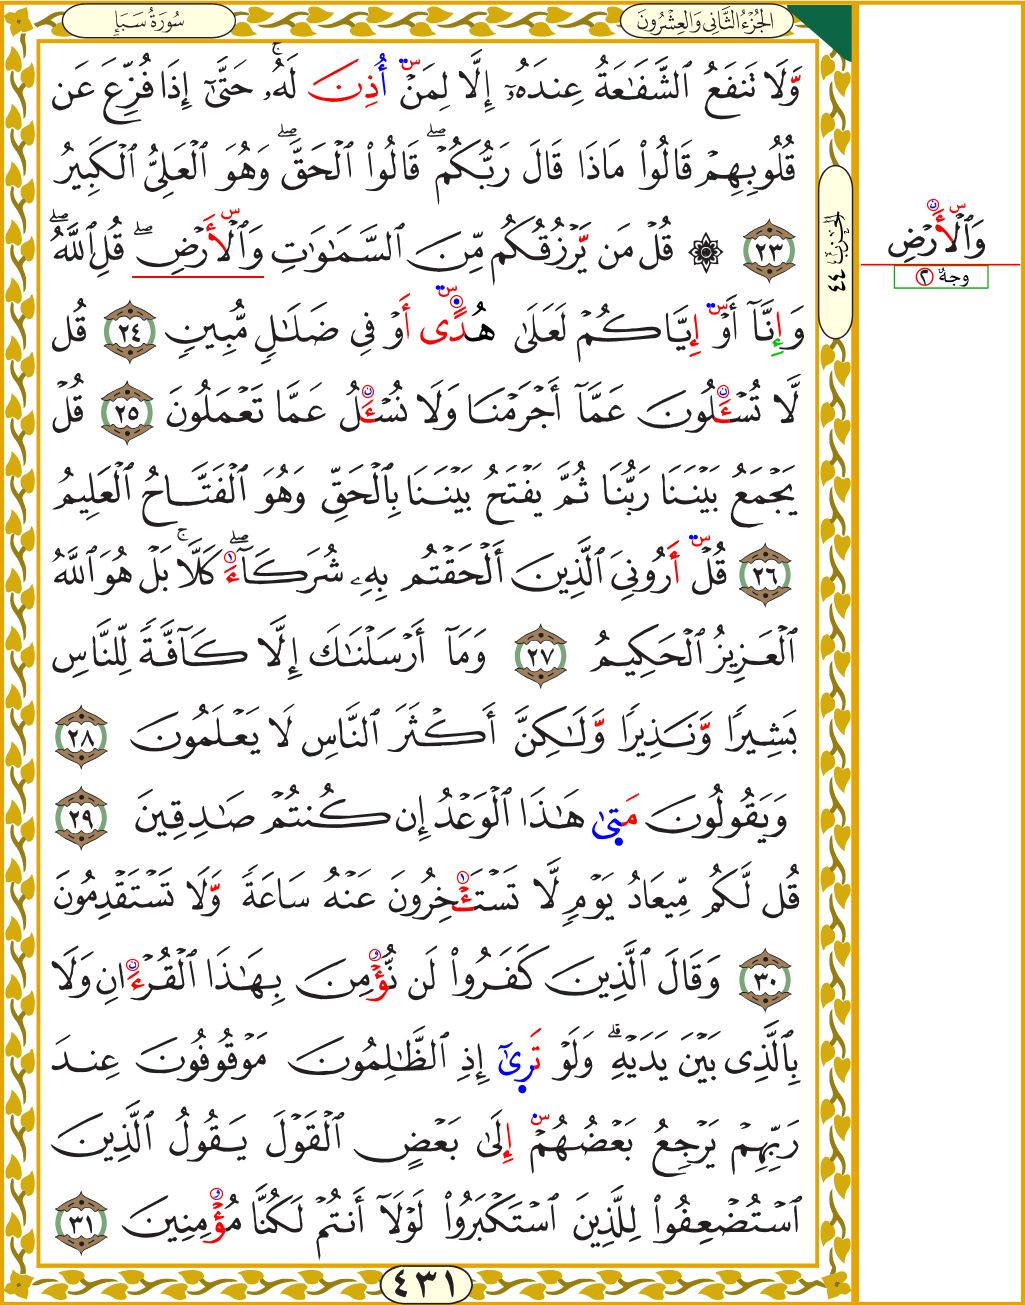 الجُزْءُ الثَّانِي وَالعِشْرُونَ
سُورَةُ سَبَإٍ
وَّلَا تَنفَعُ ٱلشَّفَٰعَةُ عِندَهُۥٓ إِلَّا لِمَنْ أُذِنَ لَهُۥۚ حَتَّىٰٓ إِذَا فُزِّعَ عَن
قُلُوبِهِمْ قَالُوا۟ مَاذَا قَالَ رَبُّكُمْۖ قَالُوا۟ ٱلْحَقَّۖ وَهُوَ ٱلْعَلِىُّ ٱلْكَبِيرُ
٢٣ ۞ قُلْ مَن يَّرْزُقُكُم مِّنَ ٱلسَّمَٰوَٰتِ وَٱلْأَرْضِۖ قُلِ ٱللَّهُۖ
وَإِنَّآ أَوْ إِيَّاكُمْ لَعَلَىٰ هُدًى أَوْ فِى ضَلَٰلٍ مُّبِينٍ ٢٤ قُل
لَّا تُسْـَٔلُونَ عَمَّآ أَجْرَمْنَا وَلَا نُسْـَٔلُ عَمَّا تَعْمَلُونَ ٢٥ قُلْ
يَجْمَعُ بَيْنَنَا رَبُّنَا ثُمَّ يَفْتَحُ بَيْنَنَا بِٱلْحَقِّ وَهُوَ ٱلْفَتَّاحُ ٱلْعَلِيمُ
٢٦ قُلْ أَرُونِىَ ٱلَّذِينَ أَلْحَقْتُم بِهِۦ شُرَكَآءَۖ كَلَّاۚ بَلْ هُوَ ٱللَّهُ
ٱلْعَزِيزُ ٱلْحَكِيمُ ٢٧ وَمَآ أَرْسَلْنَٰكَ إِلَّا كَآفَّةً لِّلنَّاسِ
بَشِيرًا وَّنَذِيرًا وَّلَٰكِنَّ أَكْثَرَ ٱلنَّاسِ لَا يَعْلَمُونَ ٢٨
وَيَقُولُونَ مَتَىٰ هَٰذَا ٱلْوَعْدُ إِن كُنتُمْ صَٰدِقِينَ ٢٩
قُل لَّكُم مِّيعَادُ يَوْمٍ لَّا تَسْتَـْٔخِرُونَ عَنْهُ سَاعَةً وَّلَا تَسْتَقْدِمُونَ
٣٠ وَقَالَ ٱلَّذِينَ كَفَرُوا۟ لَن نُّؤْمِنَ بِهَٰذَا ٱلْقُرْءَانِ وَلَا
بِٱلَّذِى بَيْنَ يَدَيْهِۗ وَلَوْ تَرَىٰٓ إِذِ ٱلظَّٰلِمُونَ مَوْقُوفُونَ عِندَ
رَبِّهِمْ يَرْجِعُ بَعْضُهُمْ إِلَىٰ بَعْضٍ ٱلْقَوْلَ يَقُولُ ٱلَّذِينَ
ٱسْتُضْعِفُوا۟ لِلَّذِينَ ٱسْتَكْبَرُوا۟ لَوْلَآ أَنتُمْ لَكُنَّا مُؤْمِنِينَ ٣١
٤٣١
الحزب ٤٤
وَٱلْأَرْضِ
٢ وجهٌ